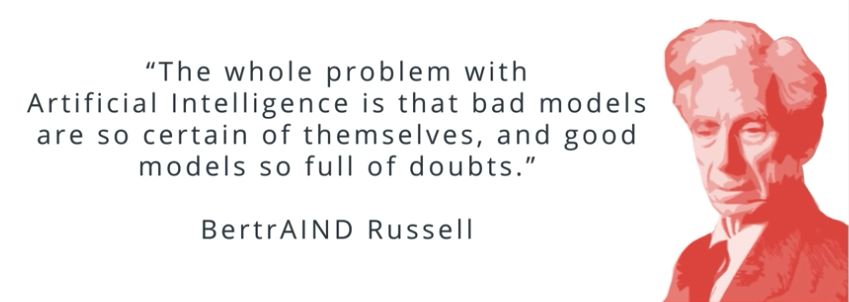 “The whole problem with
Artificial Intelligence is that bad models
are so certain of themselves, and good
models so full of doubts.”
BertrAIND Russell